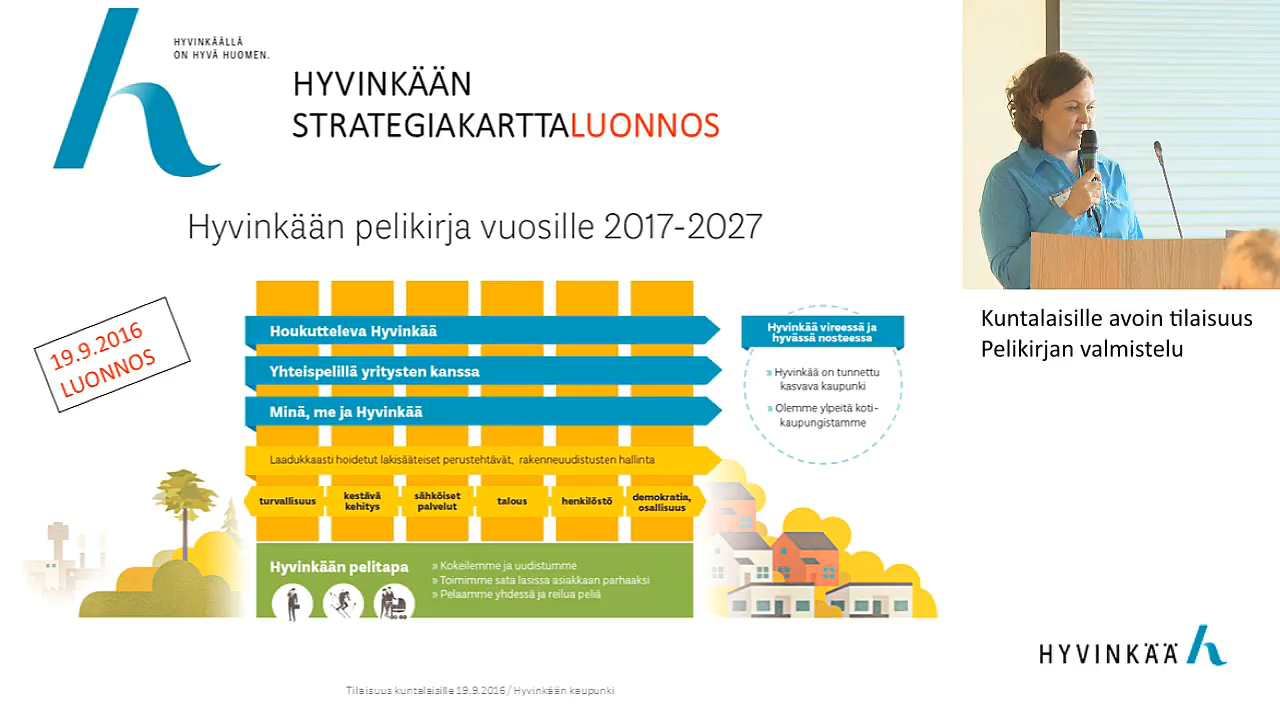 HYVINKÄÄLLÄ
ON HYVÄ HUOMEN.
HYVINKÄÄN
STRATEGIAKARTTALUONNOS
Hyvinkään pelikirja vuosille 2017-2027
19.9.2016
LUONNOS
Houkutteleva Hyvinkää
Yhteispelillä yritysten kanssa
Minä, me ja Hyvinkää
Laadukkaasti hoidetut lakisääteiset perustehtävät, rakenneuudistusten hallinta
turvallisuus
kestävä
kehitys
sähköiset
palvelut
talous
henkilöstö
demokratia,
osallisuus
Hyvinkään pelitapa
» Kokeilemme ja uudistumme
» Toimimme sata lasissa asiakkaan parhaaksi
» Pelaamme yhdessä ja reilua peliä
Hyvinkää vireessä ja
hyvässä nosteessa
» Hyvinkää on tunnettu
kasvava kaupunki
» Olemme ylpeitä koti-
kaupungistamme
Kuntalaisille avoin tilaisuus
Pelikirjan valmistelu
HYVINKÄÄ
Tilaisuus kuntalaisille 19.9.2016 / Hyvinkään kaupunki